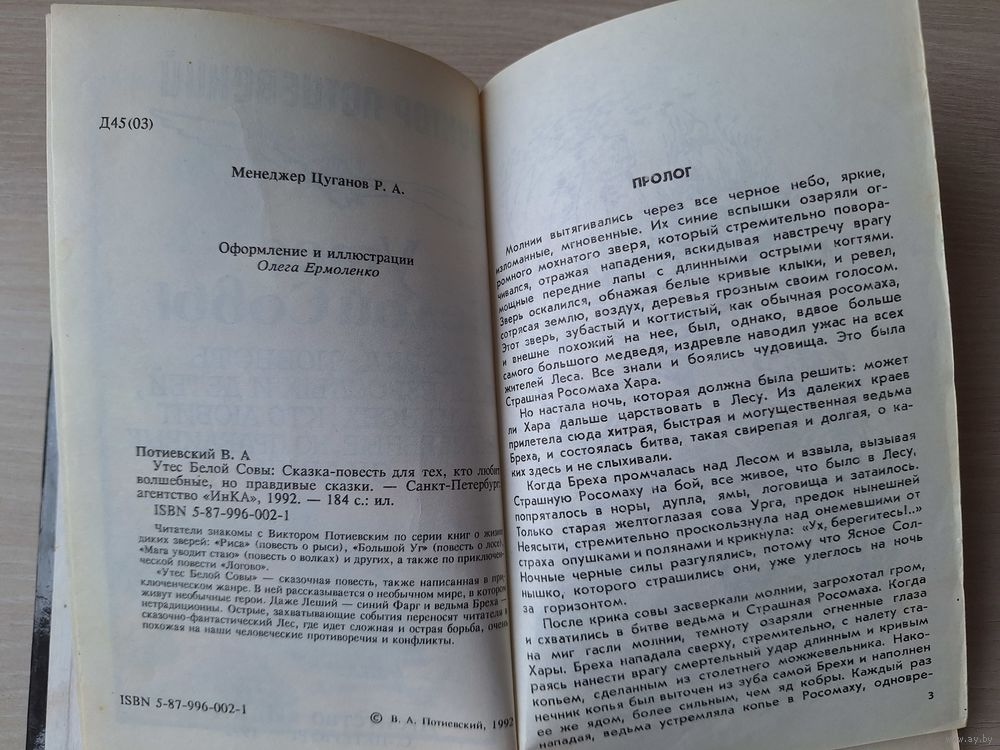 Д45(03)
Менеджер Цуганов Р. А.
Оформление и иллюстрации
Олега Ермоленко
Потиевский В. А
Утес Белой Совы: Сказка-повесть для тех, кто любит
волшебные, но правдивые сказки. — Санкт-Петербург:
агентство «ИнКА», 1992. — 184 с.: ил.
ISBN 5-87-996-002-1
Читатели знакомы с Виктором Потиевским по серии книг о жизни
диких зверей: «Риса» (повесть о рыси), «Большой Уг» (повесть о лосе),
«Мага уводит стаю» (повесть о волках) и других, а также по приключен-
ческой повести «Логово».
«Утес Белой Совы» — сказочная повесть, также написанная в при-
ключенческом жанре. В ней рассказывается о необычном мире, в котором
живут необычные герои. Даже Леший — синий Фарг и ведьма Бреха —
нетрадиционны. Острые, захватывающие события переносят читателя в
сказочно-фантастический Лес, где идет сложная и острая борьба, очень
похожая на наши человеческие противоречия и конфликты.
ISBN 5-87-996-002-1
© В. А. Потиевский, 1992
ПРОЛОГ
Молнии вытягивались через все черное небо, яркие,
изломанные, мгновенные. Их синие вспышки озаряли ог-
ромного мохнатого зверя, который стремительно повора-
чивался, отражая нападения, вскидывая навстречу врагу
мощные передние лапы с длинными острыми когтями.
Зверь оскалился, обнажая белые кривые клыки, и ревел,
сотрясая землю, воздух, деревья грозным своим голосом.
Этот зверь, зубастый и когтистый, как обычная росомаха,
и внешне похожий на нее, был, однако, вдвое больше
самого большого медведя, издревле наводил ужас на всех
жителей Леса. Все знали и боялись чудовища. Это была
Страшная Росомаха Хара.
Но настала ночь, которая должна была решить: может
ли Хара дальше царствовать в Лесу. Из далеких краев
прилетела сюда хитрая, быстрая и могущественная ведьма
Бреха, и состоялась битва, такая свирепая и долгая, о ка-
ких здесь и не слыхивали.
Когда Бреха промчалась над Лесом и взвыла, вызывая
Страшную Росомаху на бой, все живое, что было в Лесу,
попряталось в норы, дупла, ямы, логовища и затаилось.
Только старая желтоглазая сова Урга, предок нынешней
Неясыти, стремительно проскользнула над онемевшими от
страха опушками и полянами и крикнула: «Ух, берегитесь!..»
Ночные черные силы разгулялись, потому что Ясное Сол-
нышко, которого страшились они, уже улеглось на ночь
за горизонтом.
После крика совы засверкали молнии, загрохотал гром,
и схватились в битве ведьма и Страшная Росомаха. Когда
на миг гасли молнии, темноту озаряли огненные глаза
Хары. Бреха нападала сверху, стремительно, с налету ста-
раясь нанести врагу смертельный удар длинным и кривым
копьем, сделанным из столетнего можжевельника. Нако-
нечник копья был выточен из зуба самой Брехи и наполнен
ее же ядом, более сильным, чем яд кобры. Каждый раз
нападая, ведьма устремляла копье в Росомаху, одновре-
3
www.ay.by